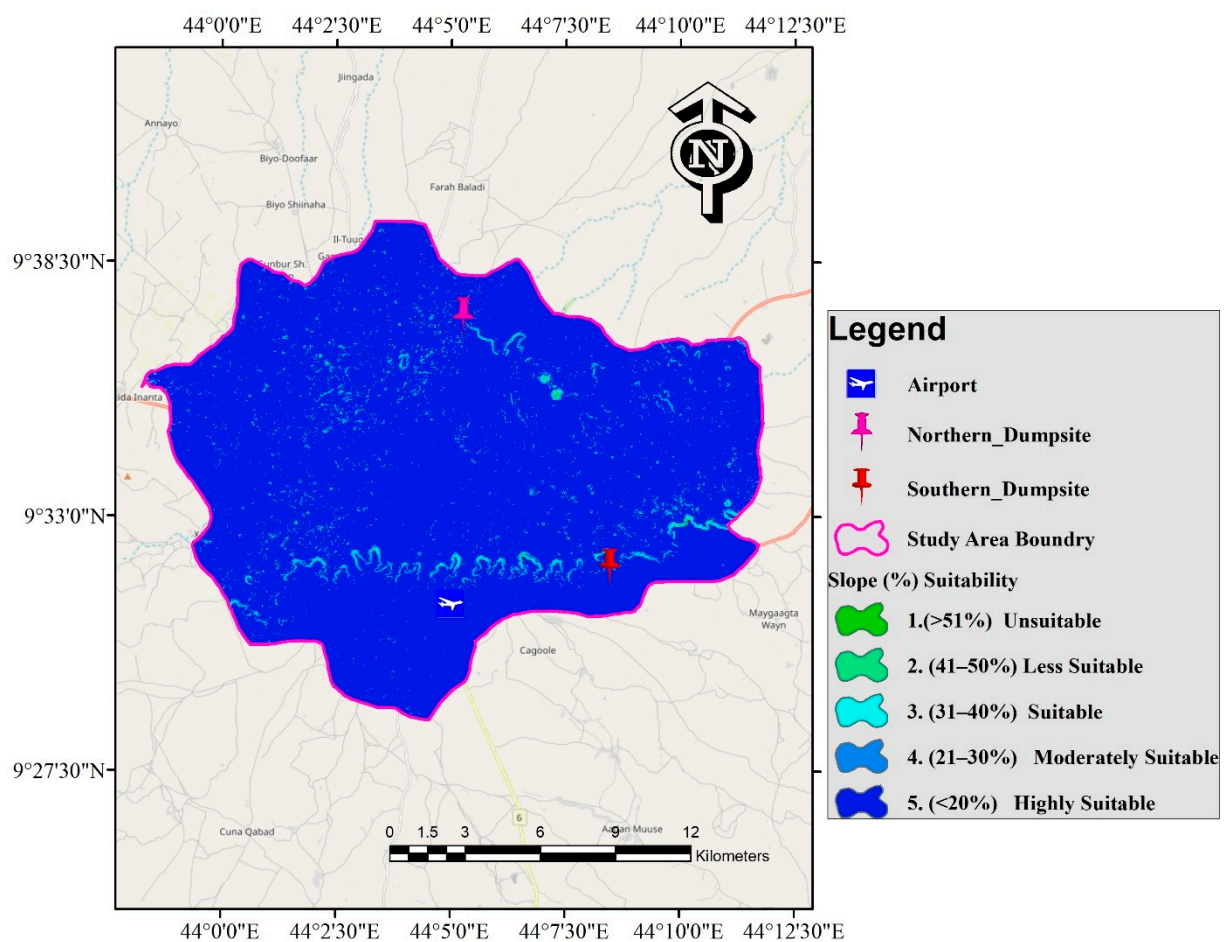 44°0'0"E 44°2'30"E 44°5'0"E 44°7'30"E 44°10'0"E 44°12'30"E
Jiingada
Annayo
Biyo-Doofaar
Farah Baladi
N
Biyo Shiinaha
Il-Tuuo
9°38'30"N
unbur Sh.
Legend
Airport
ida Inanta
Northern_Dumpsite
Southern_Dumpsite
9°33'0"N
Study Area Boundry
Slope (%) Suitability
1.(>51%) Unsuitable
Maygaagta
Wayn
Cagoole
2. (41–50%) Less Suitable
3. (31–40%) Suitable
4. (21–30%) Moderately Suitable
9°27'30"N
5. (<20%) Highly Suitable
6
Cuna Qabad
0 1.5 3 6 9 12
Muuse
Kilometers
44°0'0"E 44°2'30"E 44°5'0"E 44°7'30"E 44°10'0"E 44°12'30"E